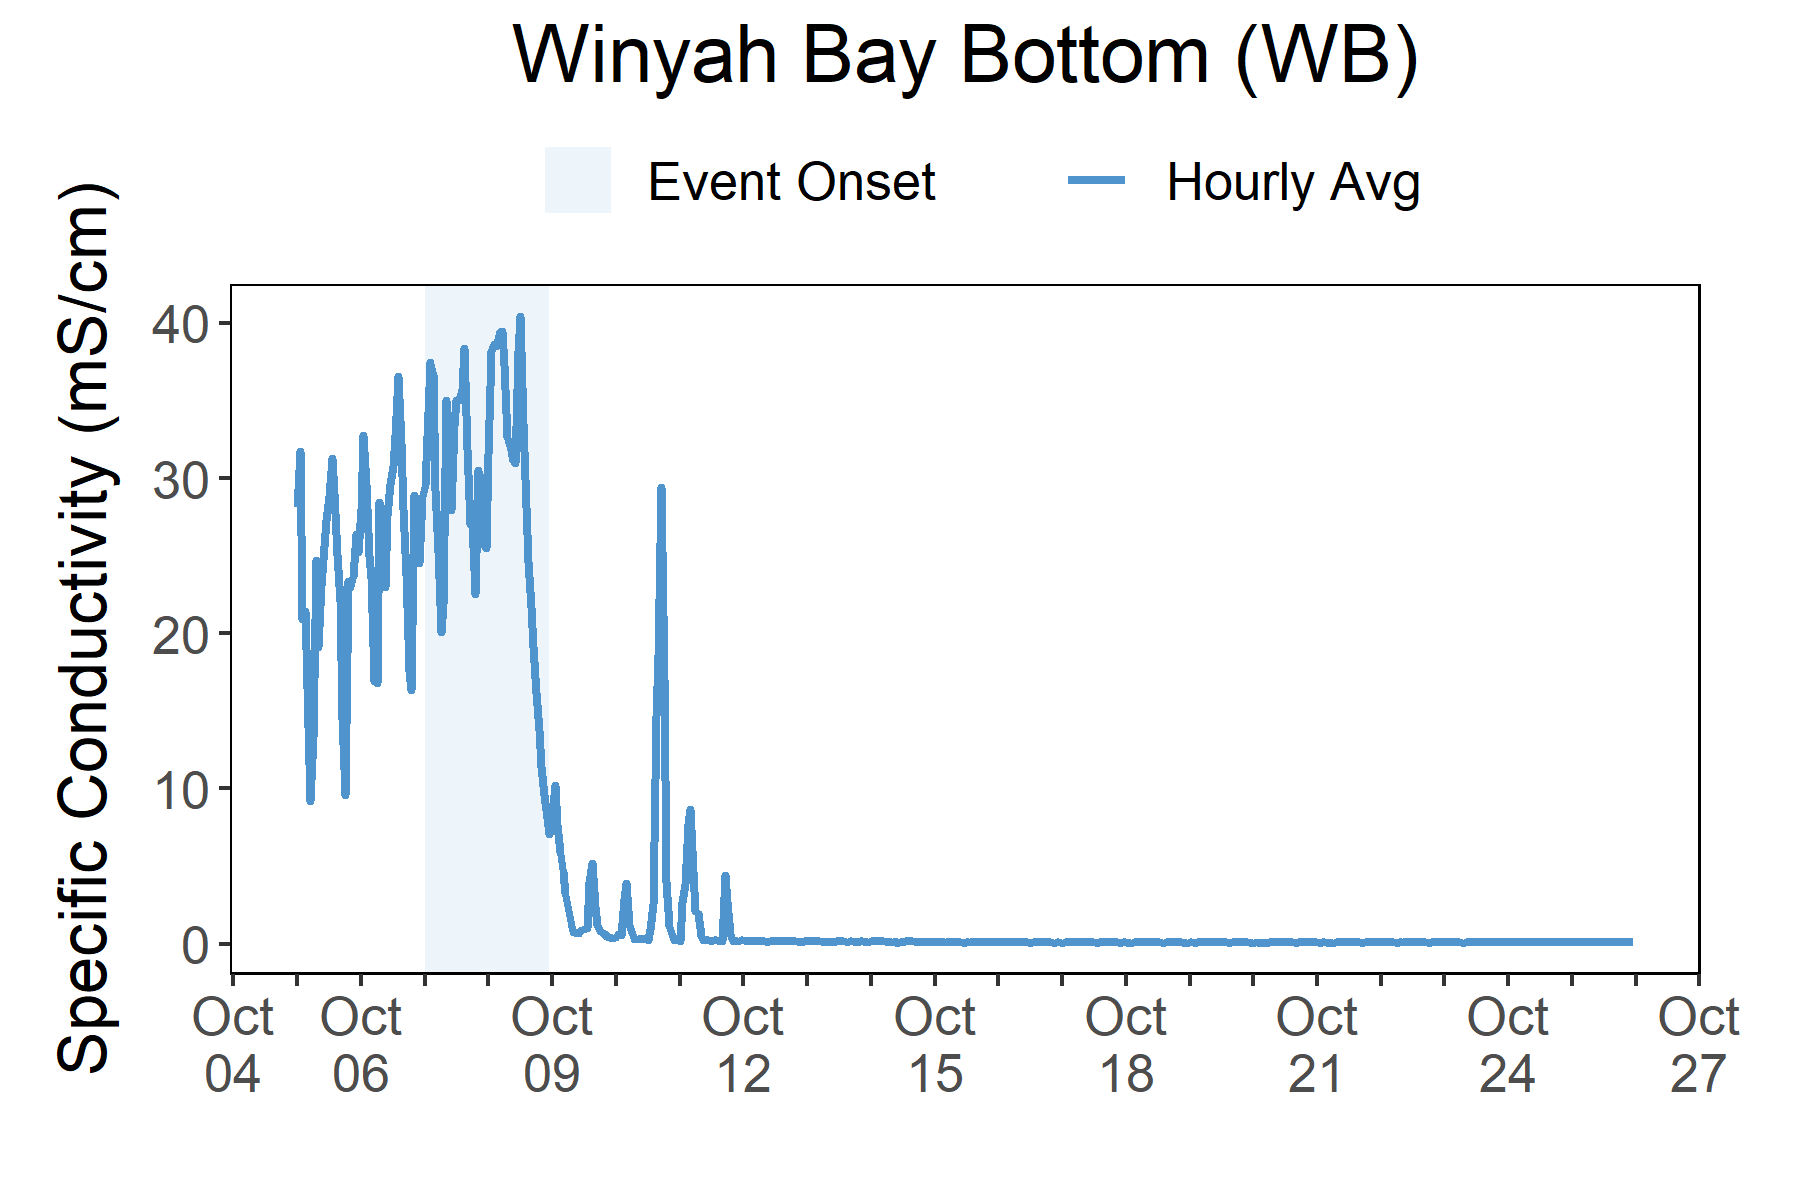 Winyah Bay Bottom (WB)
Event Onset
Hourly Avg
Specific Conductivity (mS/cm)
40
30
20
10
0
Oct 04
Oct 06
Oct 09
Oct 12
Oct 15
Oct 18
Oct 21
Oct 24
Oct 27